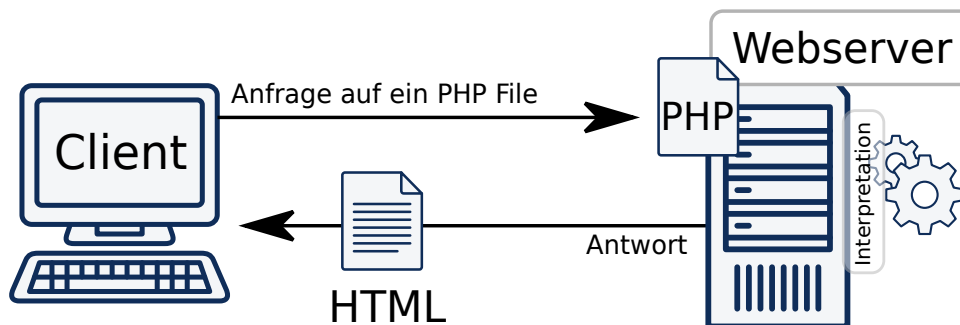 Webserver
Anfrage auf ein PHP File
PHP
Client
Interpretation
Antwort
HTML